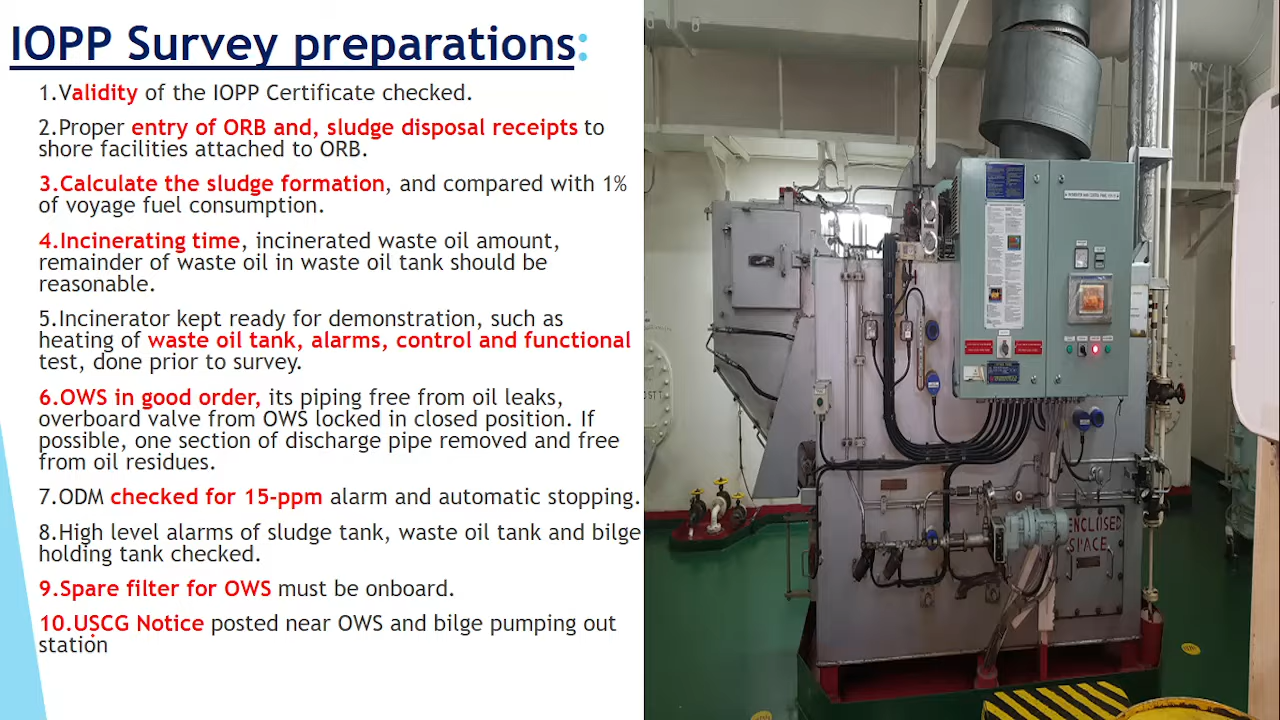 IOPP Survey preparations:
1.Validity of the IOPP Certificate checked.
2.Proper entry of ORB and, sludge disposal receipts to
shore facilities attached to ORB.
3.Calculate the sludge formation, and compared with 1%
of voyage fuel consumption.
4.Incinerating time, incinerated waste oil amount,
remainder of waste oil in waste oil tank should be
reasonable.
5.Incinerator kept ready for demonstration, such as
heating of waste oil tank, alarms, control and functional
test, done prior to survey.
6.OWS in good order, its piping free from oil leaks,
overboard valve from OWS locked in closed position. If
possible, one section of discharge pipe removed and free
from oil residues.
7.ODM checked for 15-ppm alarm and automatic stopping.
8.High level alarms of sludge tank, waste oil tank and bilge
holding tank checked.
9.Spare filter for OWS must be onboard.
10.USCG Notice posted near OWS and bilge pumping out
station
ENCLOSED
SPACE